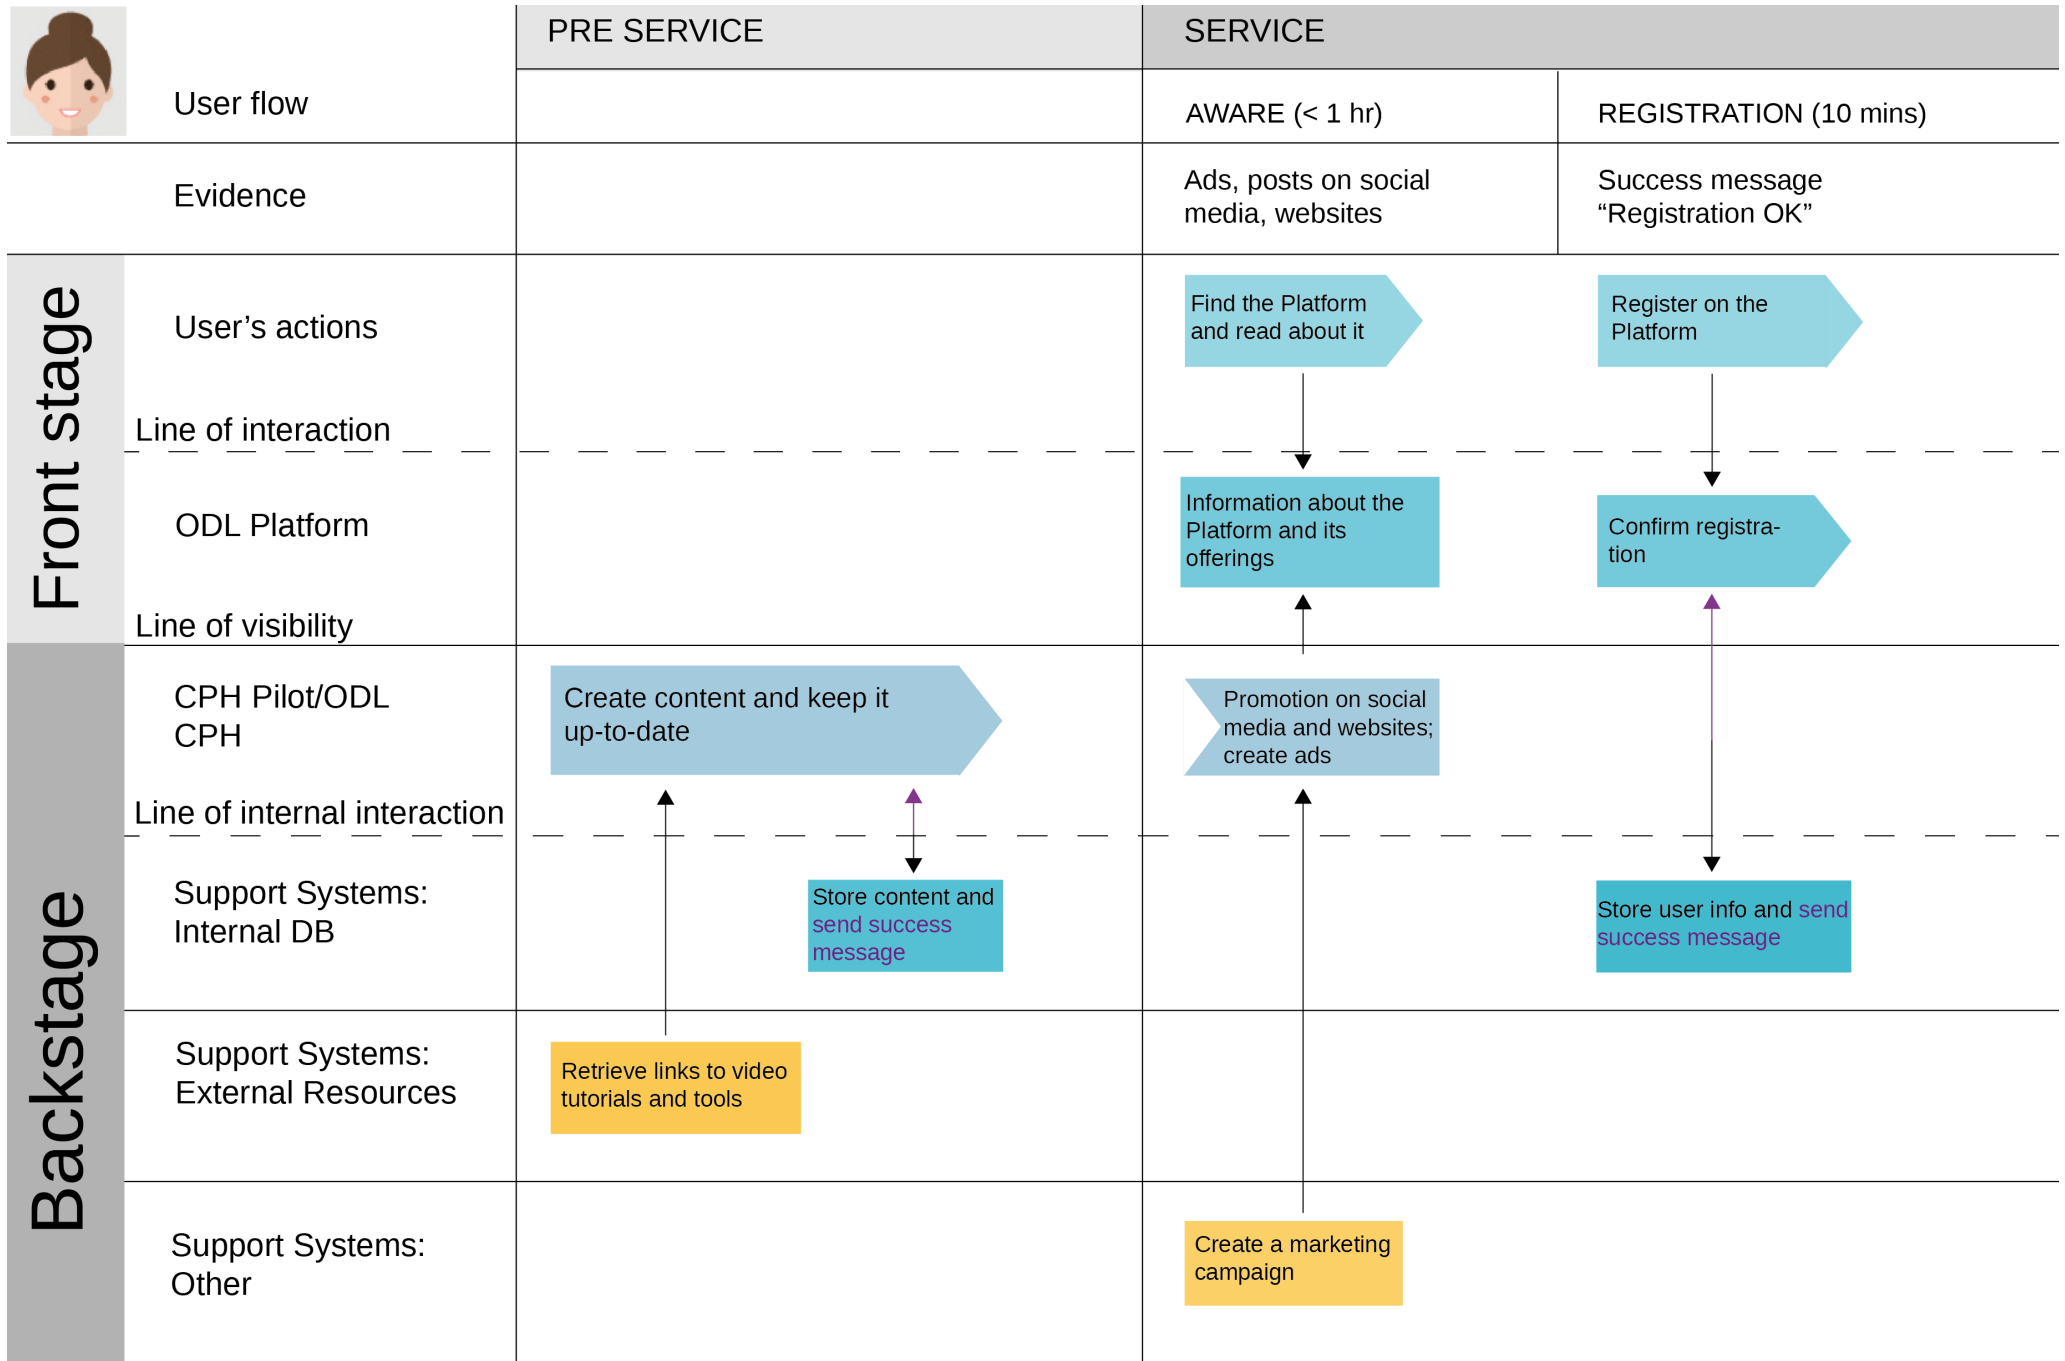 PRE SERVICE
SERVICE
User flow
AWARE (< 1 hr)
REGISTRATION (10 mins)
Evidence
Ads, posts on social
media, websites
Success message
“Registration OK”
Front stage
User’s actions
Find the Platform
and read about it
Register on the
Platform
Line of interaction
ODL Platform
Information about the
Platform and its
offerings
Confirm registra-
tion
Line of visibility
Backstage
CPH Pilot/ODL
CPH
Create content and keep it
up-to-date
Promotion on social
media and websites;
create ads
Line of internal interaction
Support Systems:
Internal DB
Store content and
send success
message
Store user info and send
success message
Support Systems:
External Resources
Retrieve links to video
tutorials and tools
Support Systems:
Other
Create a marketing
campaign